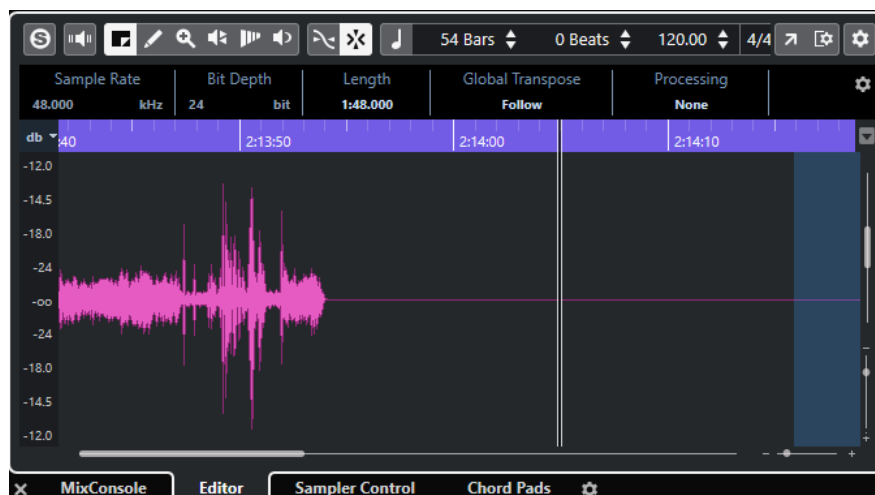 54 Bars 0 Beats 120.00 4/4
Sample Rate Bit Depth Length Global Transpose Processing
48.000 kHz 24 bit 1:48.000 Follow None
db :40 2:13:50 2:14:00 2:14:10
-12.0
-14.5
-18.0
-24
-oo
-24
-18.0
-14.5
-12.0
MixConsole Editor Sampler Control Chord Pads